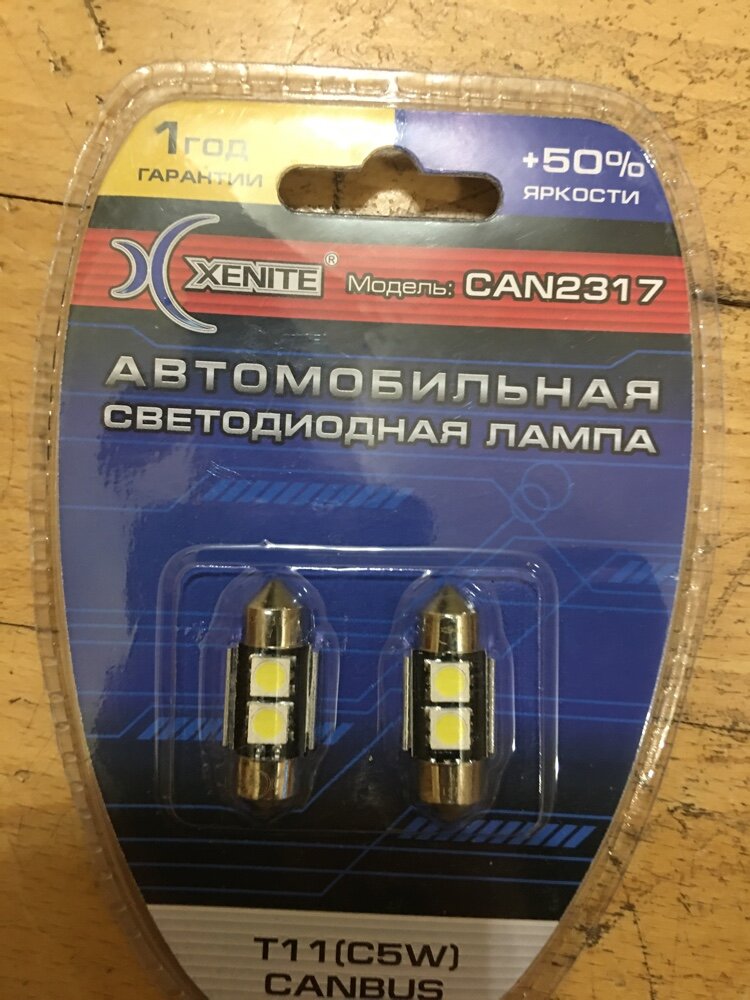 1 ГОД
ГАРАНТИИ
+50%
ЯРКОСТИ
XENITE® Модель: CAN2317
АВТОМОБИЛЬНАЯ
СВЕТОДИОДНАЯ ЛАМПА
T11(C5W)
CANBUS